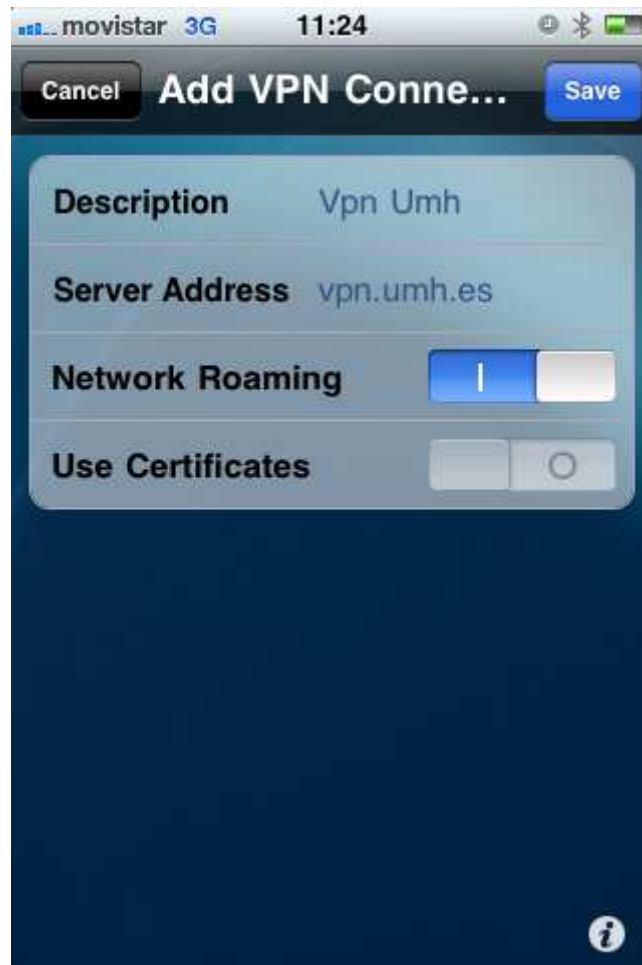 movistar 3G 11:24
Cancel Add VPN Conne... Save
Description Vpn Umh
Server Address vpn.umh.es
Network Roaming
Use Certificates